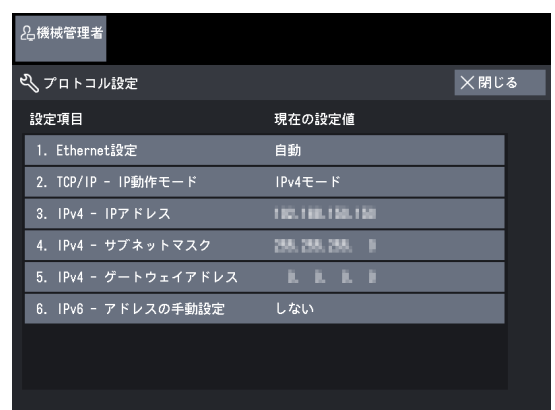 機械管理者
プロトコル設定
閉じる
設定項目 現在の設定値
1. Ethernet設定 自動
2. TCP/IP - IP動作モード IPv4モード
3. IPv4 - IPアドレス
4. IPv4 - サブネットマスク
5. IPv4 - ゲートウェイアドレス
6. IPv6 - アドレスの手動設定 しない